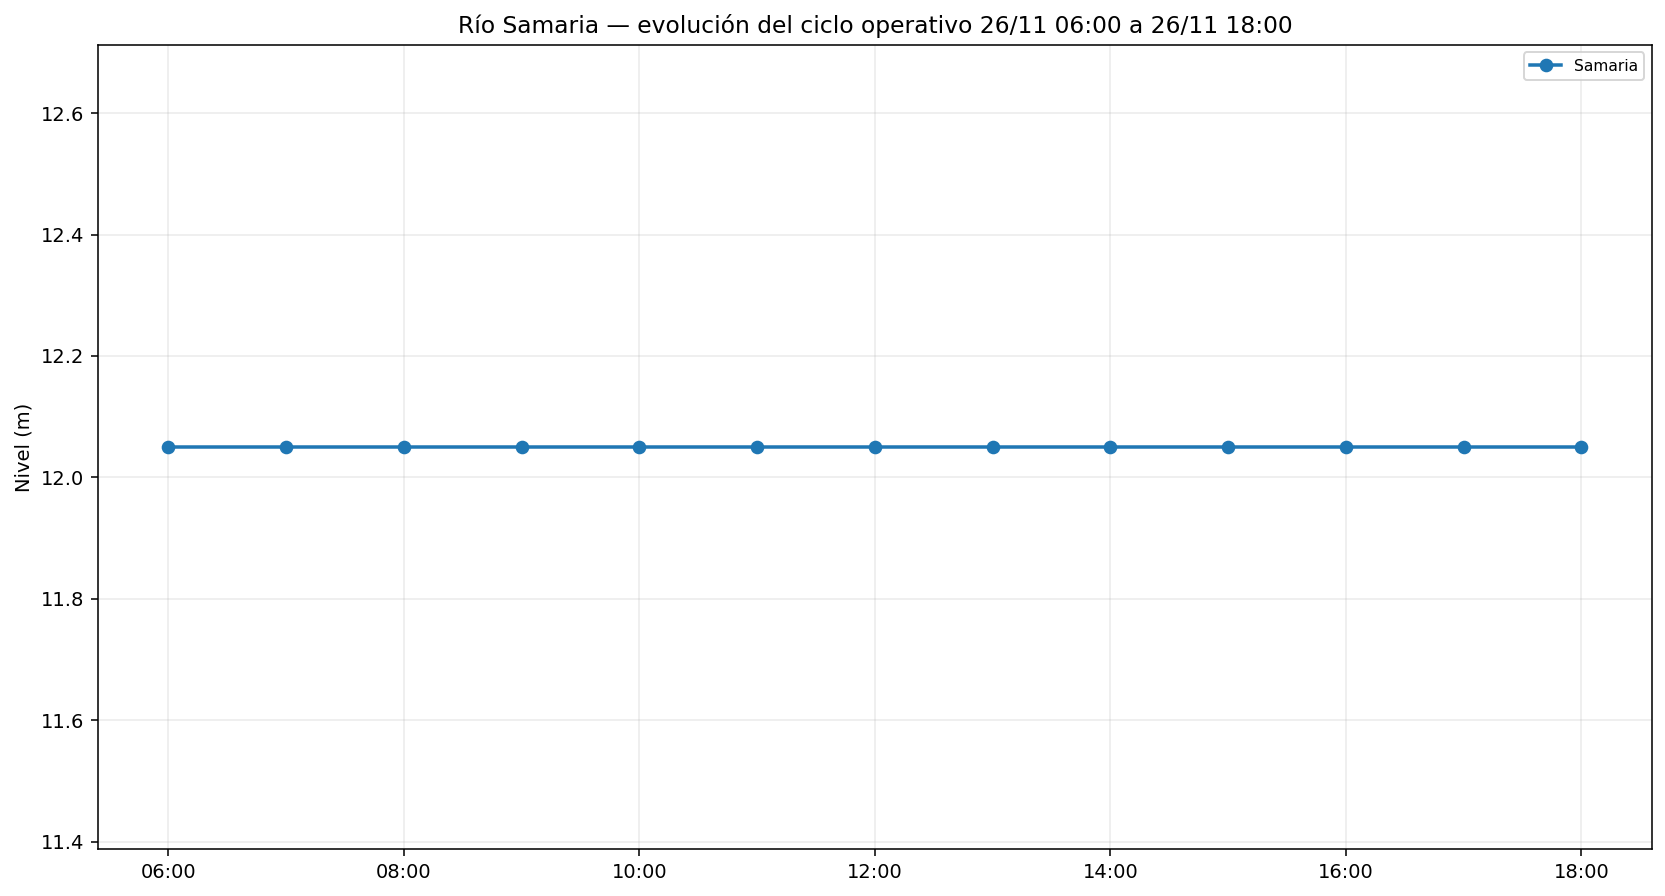 Río Samaria — evolución del ciclo operativo 26/11 06:00 a 26/11 18:00
Samaria
Nivel (m)
12.6
12.4
12.2
12.0
11.8
11.6
11.4
06:00 08:00 10:00 12:00 14:00 16:00 18:00